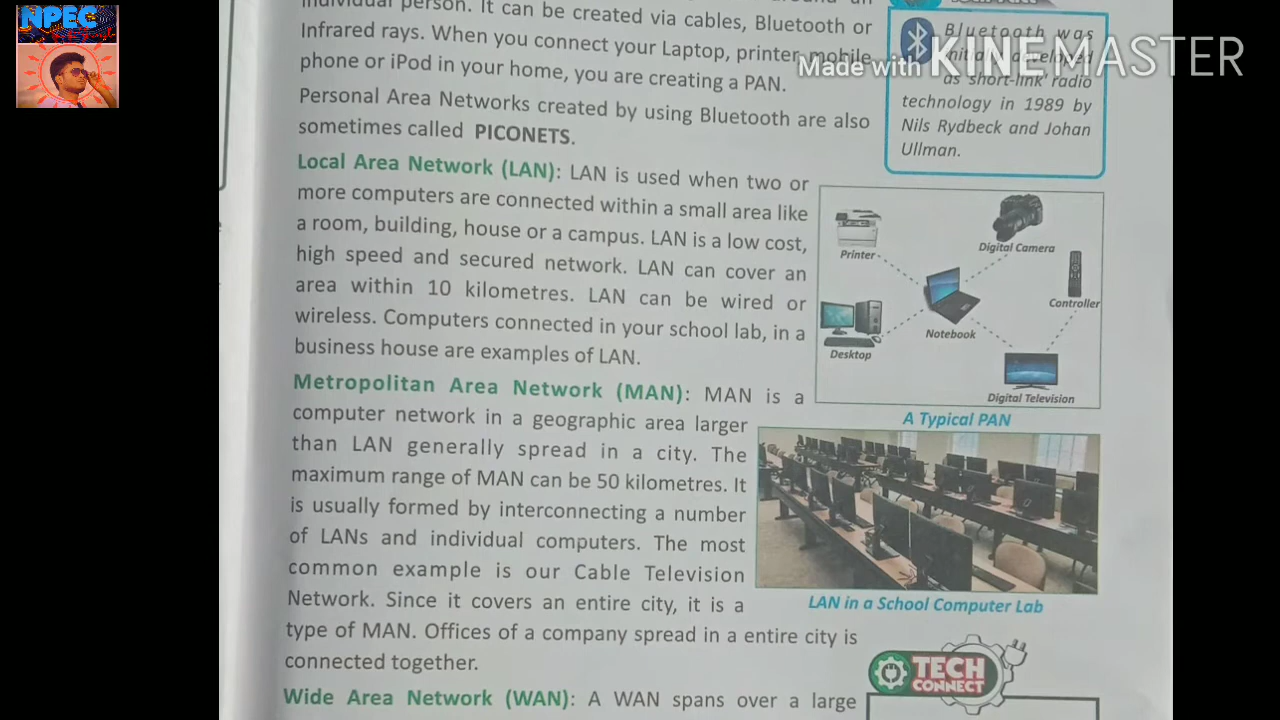 NPEC
individual person. It can be created via cables, Bluetooth or
Infrared rays. When you connect your Laptop, printer, mobile
phone or iPod in your home, you are creating a PAN.
Personal Area Networks created by using Bluetooth are also
sometimes called PICONETS.
Bluetooth was
as short-link radio
technology in 1989 by
Nils Rydbeck and Johan
Ullman.
Made with KINEMASTER
Local Area Network (LAN): LAN is used when two or
more computers are connected within a small area like
a room, building, house or a campus. LAN is a low cost,
high speed and secured network. LAN can cover an
area within 10 kilometres. LAN can be wired or
wireless. Computers connected in your school lab, in a
business house are examples of LAN.
Printer
Digital Camera
Controller
Notebook
Desktop
Digital Television
A Typical PAN
Metropolitan Area Network (MAN): MAN is a
computer network in a geographic area larger
than LAN generally spread in a city. The
maximum range of MAN can be 50 kilometres. It
is usually formed by interconnecting a number
of LANs and individual computers. The most
common example is our Cable Television
Network. Since it covers an entire city, it is a
type of MAN. Offices of a company spread in a entire city is
connected together.
LAN in a School Computer Lab
TECH
CONNECT
Wide Area Network (WAN): A WAN spans over a large